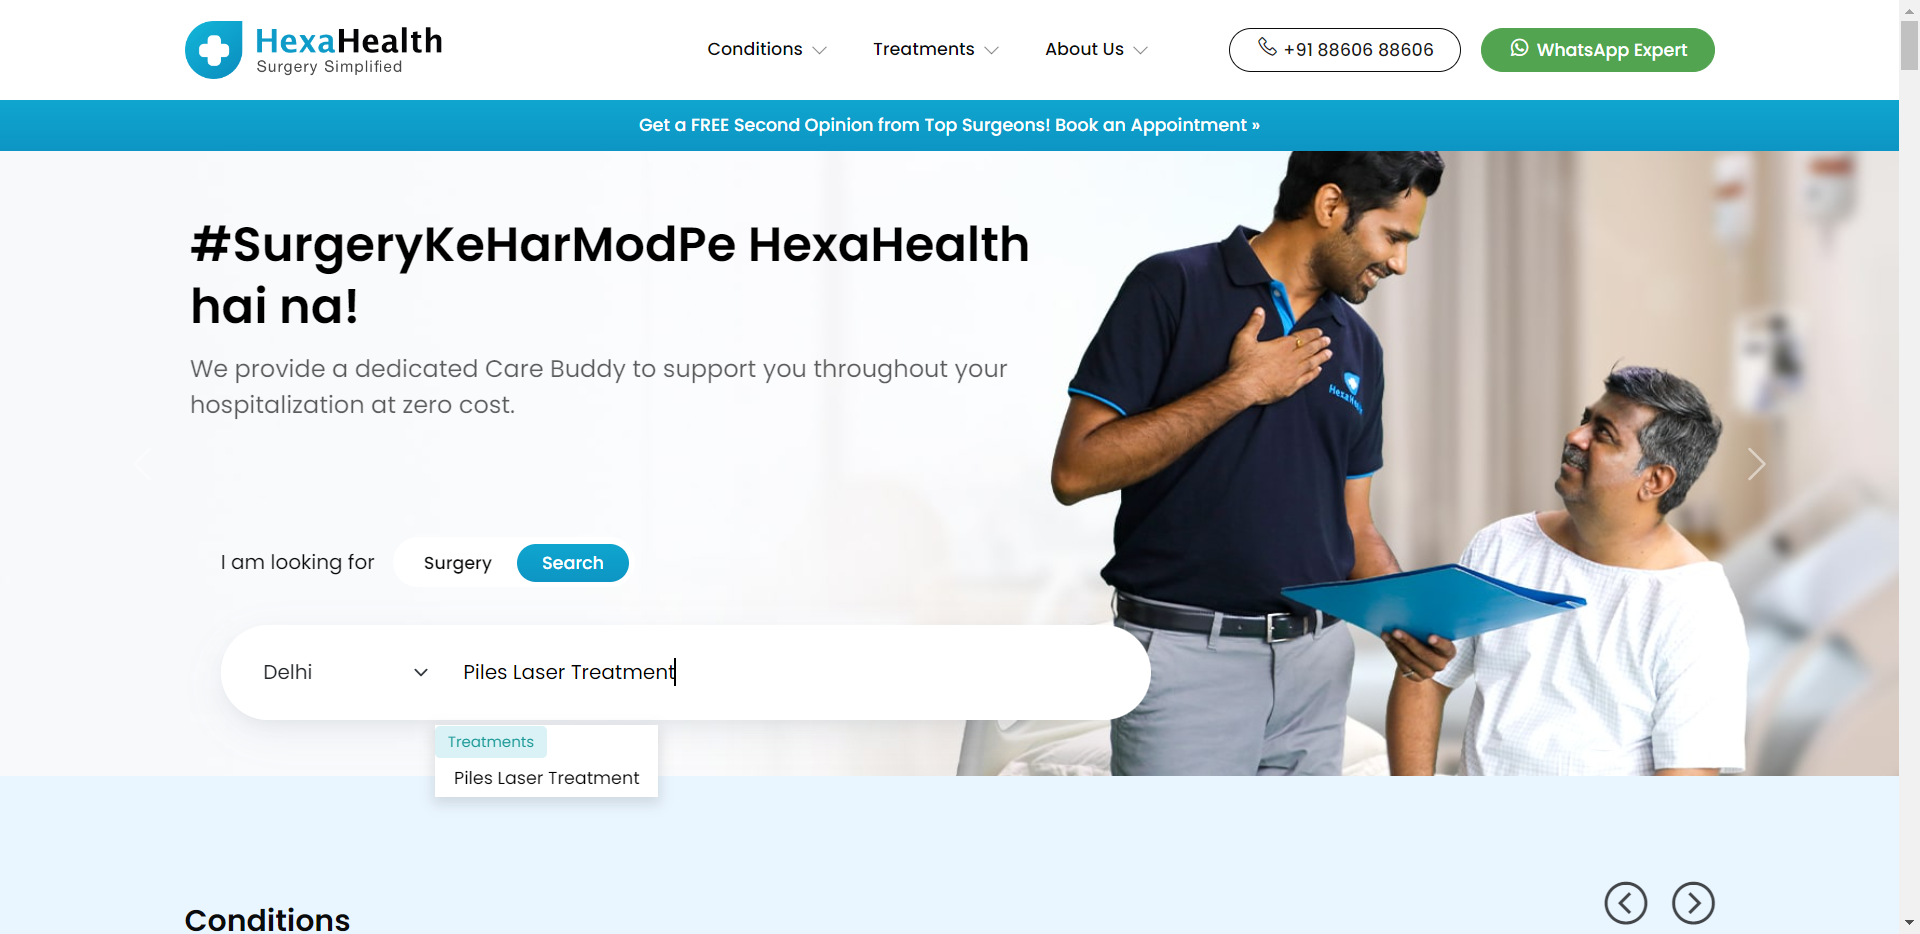 HexaHealth
Surgery Simplified
Conditions
Treatments
About Us
+91 88606 88606
WhatsApp Expert
Get a FREE Second Opinion from Top Surgeons! Book an Appointment »
#SurgeryKeHarModPe HexaHealth
hai na!
We provide a dedicated Care Buddy to support you throughout your
hospitalization at zero cost.
HexaHealth
I am looking for
Surgery
Search
Delhi
Piles Laser Treatment
Treatments
Piles Laser Treatment
Conditions